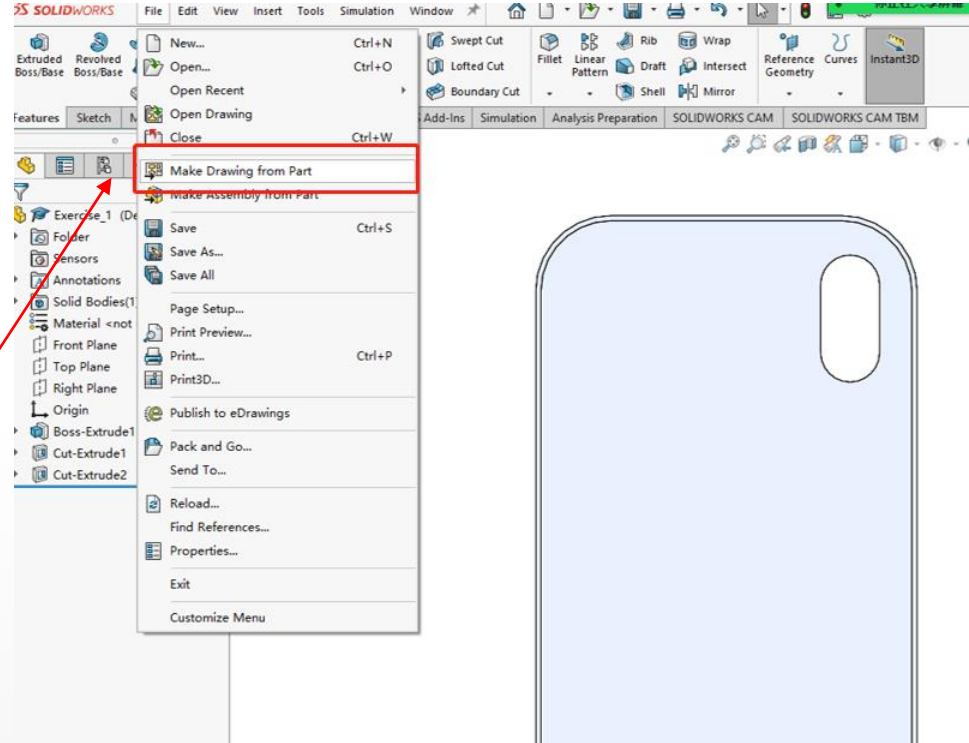 SOLIDWORKS File Edit View Insert Tools Simulation Window
Extruded Boss/Base
Revolved Boss/Base
Swept Cut
Lofted Cut
Boundary Cut
Fillet
Linear Pattern
Rib
Draft
Shell
Wrap
Intersect
Mirror
Reference Geometry
Curves
Instant3D
Features Sketch
Add-Ins Simulation Analysis Preparation SOLIDWORKS CAM SOLIDWORKS CAM TBM
New... Ctrl+N
Open... Ctrl+O
Open Recent
Open Drawing
Close Ctrl+W
Make Drawing from Part
Make Assembly from Part
Save Ctrl+S
Save As...
Save All
Page Setup...
Print Preview...
Print... Ctrl+P
Print3D...
Publish to eDrawings
Pack and Go...
Send To...
Reload...
Find References...
Properties...
Exit
Customize Menu
Exercise_1 (De
Folder
Sensors
Annotations
Solid Bodies(1
Material <not
Front Plane
Top Plane
Right Plane
Origin
Boss-Extrude1
Cut-Extrude1
Cut-Extrude2